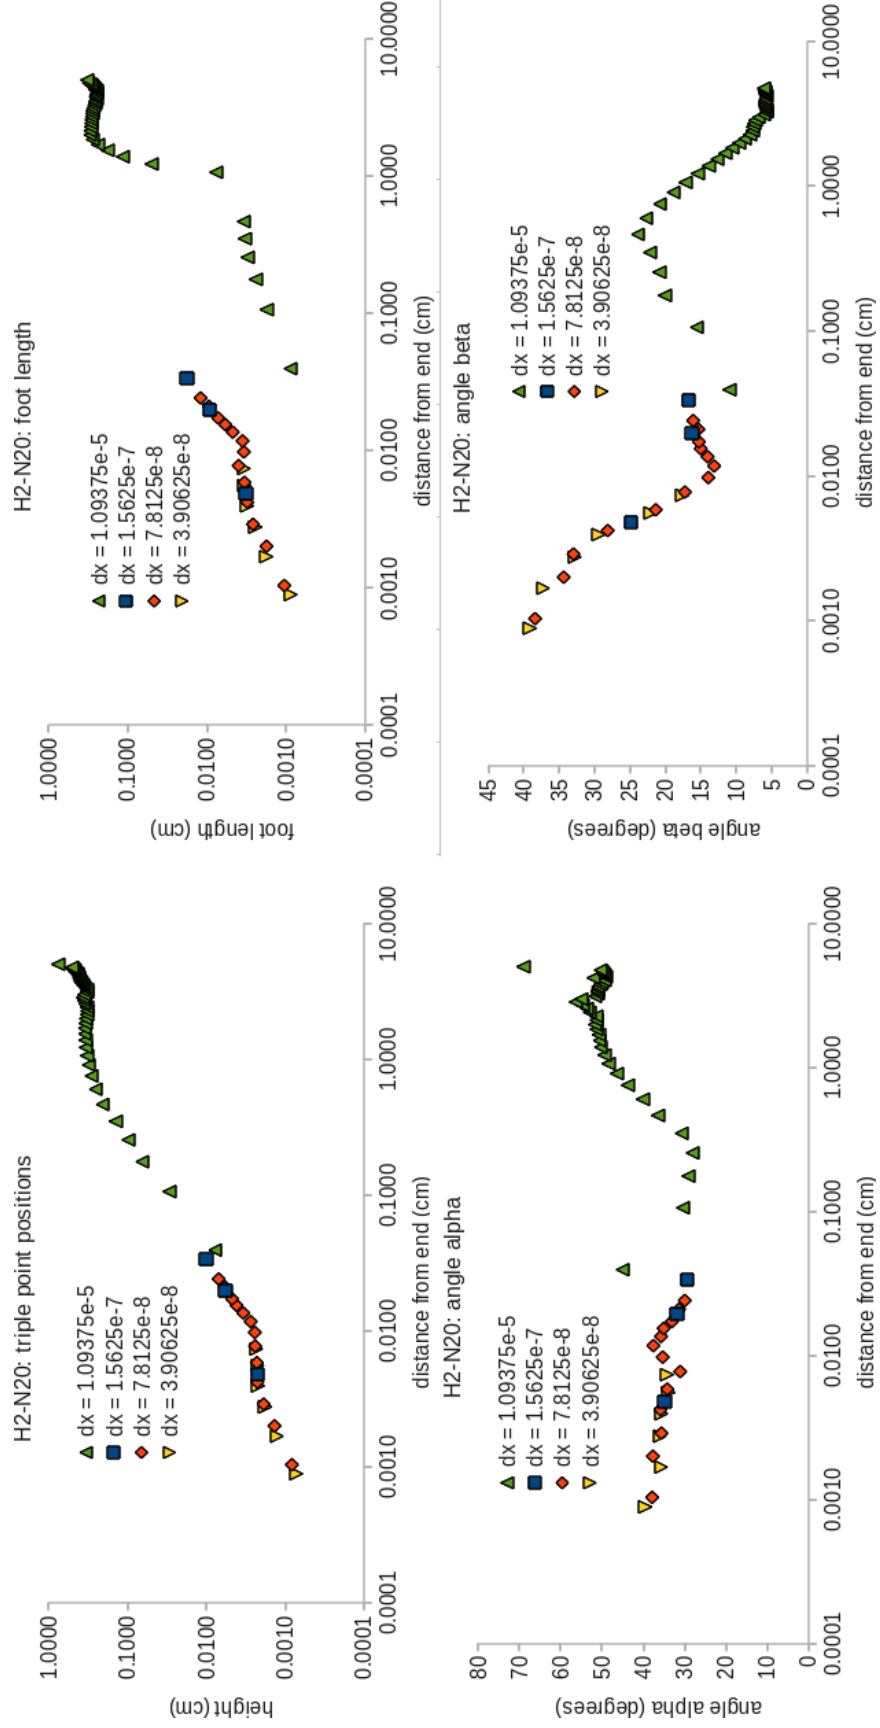 H2-N20: triple point positions
1.0000
0.1000
0.0100
0.0010
0.0001
height (cm)
dx = 1.09375e-5
dx = 1.5625e-7
dx = 7.8125e-8
dx = 3.90625e-8
0.0001
0.0010
0.0100
0.1000
1.0000
10.0000
distance from end (cm)
H2-N20: foot length
1.0000
0.1000
0.0100
0.0010
0.0001
foot length (cm)
dx = 1.09375e-5
dx = 1.5625e-7
dx = 7.8125e-8
dx = 3.90625e-8
0.0001
0.0010
0.0100
0.1000
1.0000
10.0000
distance from end (cm)
H2-N20: angle alpha
80
70
60
50
40
30
20
10
angle alpha (degrees)
dx = 1.09375e-5
dx = 1.5625e-7
dx = 7.8125e-8
dx = 3.90625e-8
0.0001
0.0010
0.0100
0.1000
1.0000
10.0000
distance from end (cm)
H2-N20: angle beta
45
40
35
30
25
20
15
10
5
0
angle beta (degrees)
dx = 1.09375e-5
dx = 1.5625e-7
dx = 7.8125e-8
dx = 3.90625e-8
0.0001
0.0010
0.0100
0.1000
1.0000
10.0000
distance from end (cm)